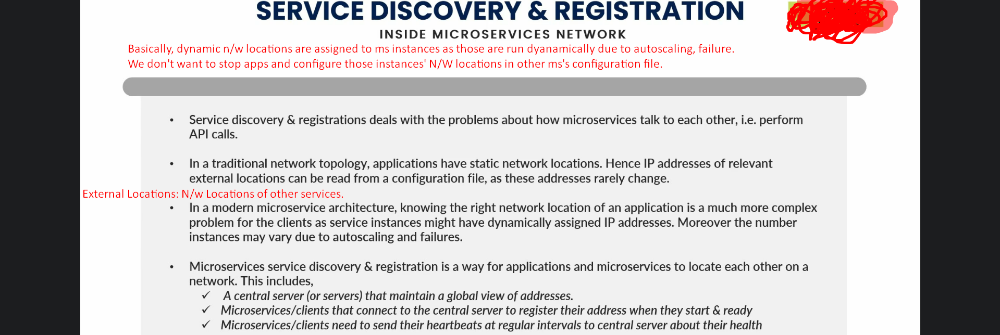 SERVICE DISCOVERY & REGISTRATION
INSIDE MICROSERVICES NETWORK
Basically, dynamic n/w locations are assigned to ms instances as those are run dyanamically due to autoscaling, failure.
We don't want to stop apps and configure those instances' N/W locations in other ms's configuration file.
• Service discovery & registrations deals with the problems about how microservices talk to each other, i.e. perform
API calls.
• In a traditional network topology, applications have static network locations. Hence IP addresses of relevant
external locations can be read from a configuration file, as these addresses rarely change.
External Locations: N/w Locations of other services.
• In a modern microservice architecture, knowing the right network location of an application is a much more complex
problem for the clients as service instances might have dynamically assigned IP addresses. Moreover the number
instances may vary due to autoscaling and failures.
• Microservices service discovery & registration is a way for applications and microservices to locate each other on a
network. This includes,
✓ A central server (or servers) that maintain a global view of addresses.
✓ Microservices/clients that connect to the central server to register their address when they start & ready
✓ Microservices/clients need to send their heartbeats at regular intervals to central server about their health